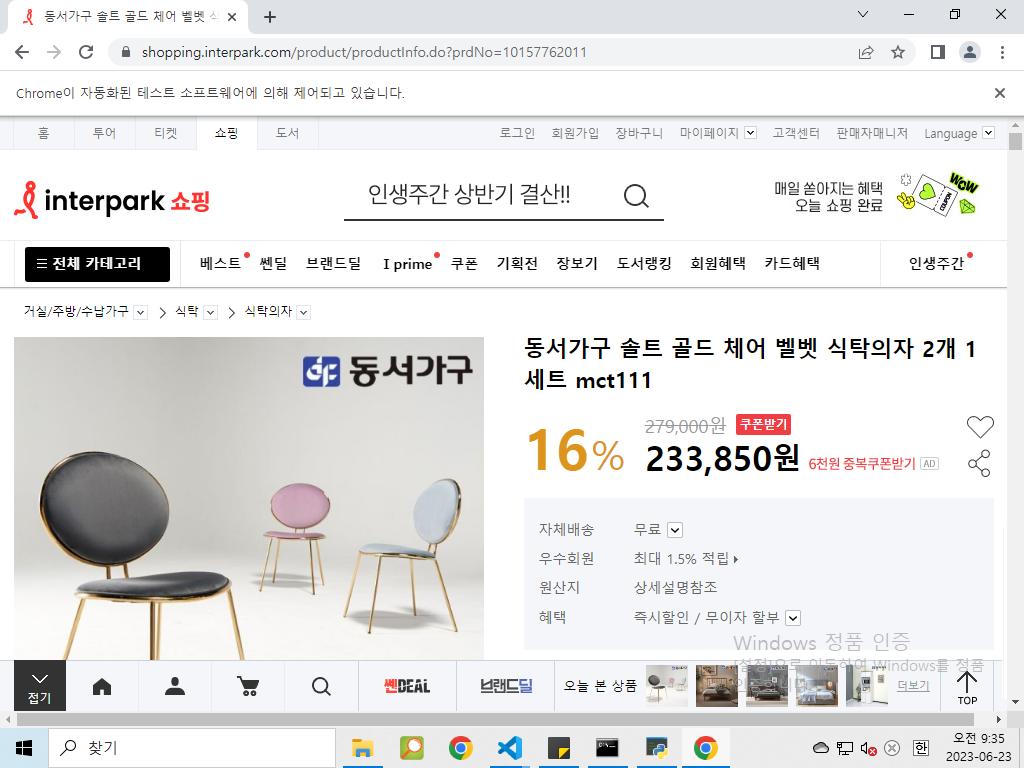 동서가구 솔트 골드 체어 벨벳 식
shopping.interpark.com/product/productInfo.do?prdNo=10157762011
Chrome이 자동화된 테스트 소프트웨어에 의해 제어되고 있습니다.
홈 투어 티켓 쇼핑 도서 로그인 회원가입 장바구니 마이페이지 고객센터 판매자매니저 Language
interpark 쇼핑
인생주간 상반기 결산!!
매일 쏟아지는 혜택
오늘 쇼핑 완료
WOW
COUPON
전체 카테고리 베스트 쎈딜 브랜드딜 I prime 쿠폰 기획전 장보기 도서랭킹 회원혜택 카드혜택 인생주간
거실/주방/수납가구 식탁 식탁의자
동서가구
동서가구 솔트 골드 체어 벨벳 식탁의자 2개 1
세트 mct111
16%
279,000원 쿠폰받기
233,850원 6천원 중복쿠폰받기 AD
자체배송 무료
우수회원 최대 1.5% 적립
원산지 상세설명참조
혜택 즉시할인 / 무이자 할부
Windows 정품 인증
[설정]으로 이동하여 Windows를 정품
접기
쎈DEAL
브랜드딜
오늘 본 상품
더보기
TOP
찾기
한
오전 9:35
2023-06-23